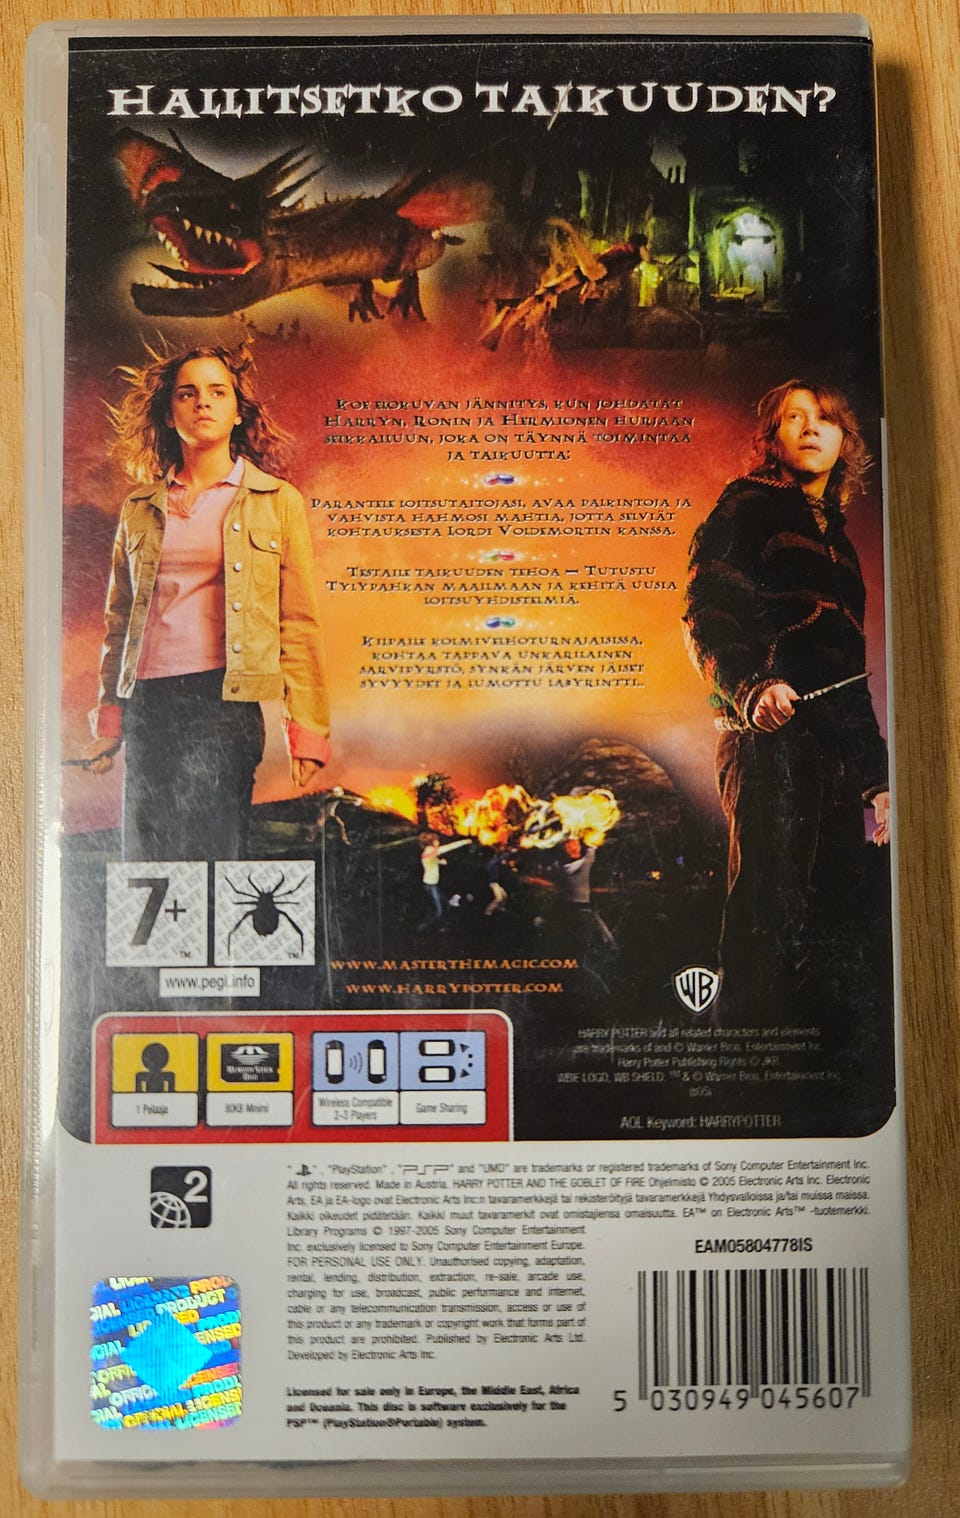 HALLITSETKO TAIKUUDEN?
KOE ELOKUVAN JÄNNITYS, KUN JOHDATAT
HARRYN, RONIN JA HERMIONEN HURJAAN
SEIKKAILUUN, JOKA ON TÄYNNÄ TOIMINTAA
JA TAIKUUTTA:
PARANTELE LOITSUTAITOJASI, AVAA PALKINTOJA JA
VAHVISTA HAHMOSI MAHTIA, JOTTA SELVIÄT
KOHTAUKSESTA LORDI VOLDEMORTIN KANSSA.
TESTAILE TAIKUUDEN TEHOA — TUTUSTU
TYLYPAHKAN MAAILMAAN JA KEHITÄ UUSIA
LOITSUYHDISTELMIÄ.
KILPAILE KOLMIVELHOTURNAJAISISSA,
KOHTAA TAPPAVA UNKARILAINEN
SARVIPYRSTÖ, SYNKÄN JÄRVEN JÄISET
SYVYYDET JA LUMOTTU LABYRINTTI..
7+
www.pegi.info
WWW.MASTERTHEMAGIC.COM
WWW.HARRYPOTTER.COM
WB
HARRY POTTER and all related characters and elements
are trademarks of and © Warner Bros. Entertainment Inc.
Harry Potter Publishing Rights © JKR.
WBIE LOGO, WB SHIELD: ™ & © Warner Bros. Entertainment Inc.
(s05)
AOL Keyword: HARRYPOTTER
MEMORY STICK
DUO
1 Pelaaja
80KB Minimi
Wireless Compatible
2-3 Players
Game Sharing
2
" ", "PlayStation", "PSP" and "UMD" are trademarks or registered trademarks of Sony Computer Entertainment Inc.
All rights reserved. Made in Austria. HARRY POTTER AND THE GOBLET OF FIRE Ohjelmisto © 2005 Electronic Arts Inc. Electronic
Arts, EA ja EA-logo ovat Electronic Arts Inc:n tavaramerkkejä tai rekisteröityjä tavaramerkkejä Yhdysvalloissa ja/tai muissa maissa.
Kaikki oikeudet pidätetään. Kaikki muut tavaramerkit ovat omistajiensa omaisuutta. EA™ on Electronic Arts™ -tuotemerkki.
Library Programs © 1997-2005 Sony Computer Entertainment
Inc. exclusively licensed to Sony Computer Entertainment Europe.
FOR PERSONAL USE ONLY. Unauthorised copying, adaptation,
rental, lending, distribution, extraction, re-sale, arcade use,
charging for use, broadcast, public performance and internet,
cable or any telecommunication transmission, access or use of
this product or any trademark or copyright work that forms part of
this product are prohibited. Published by Electronic Arts Ltd.
Developed by Electronic Arts Inc.
Licensed for sale only in Europe, the Middle East, Africa
and Oceania. This disc is software exclusively for the
PSP™ (PlayStation®Portable) system.
EAM05804778IS
5 030949 045607